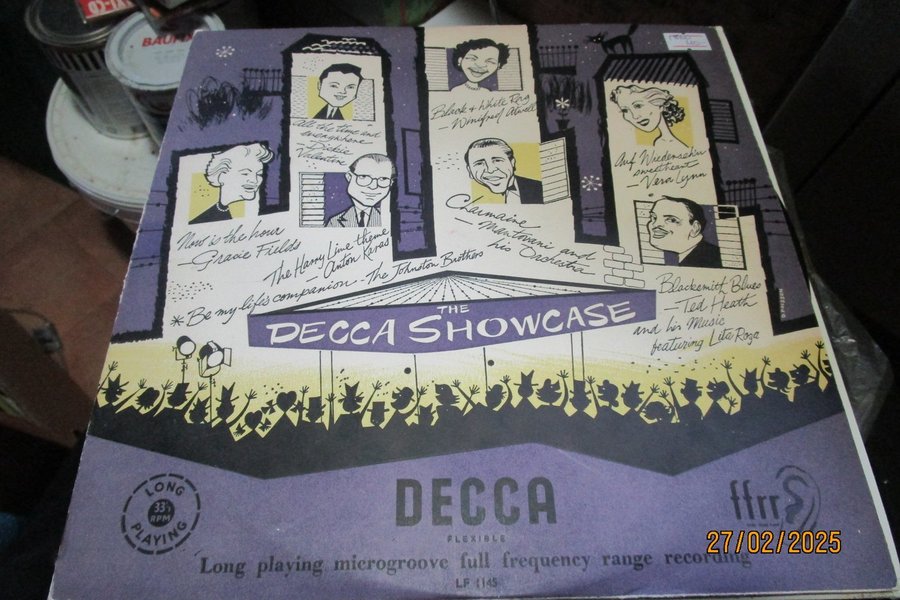 All the time and
everywhere
- Dickie
Valentine
Black & White Rag
- Winifred Atwell
Auf Wiederseh'n
sweetheart
- Vera Lynn
Now is the hour
- Gracie Fields
The Harry Lime theme
Anton Karas
Charmaine
- Mantovani and
his Orchestra
* Be my life's companion - The Johnston Brothers
Blacksmith Blues
- Ted Heath
and his Music
featuring Lita Roza
THE
DECCA SHOWCASE
LONG
33⅓
RPM
PLAYING
DECCA
FLEXIBLE
ffrr
Long playing microgroove full frequency range recording
LF 1145
27/02/2025